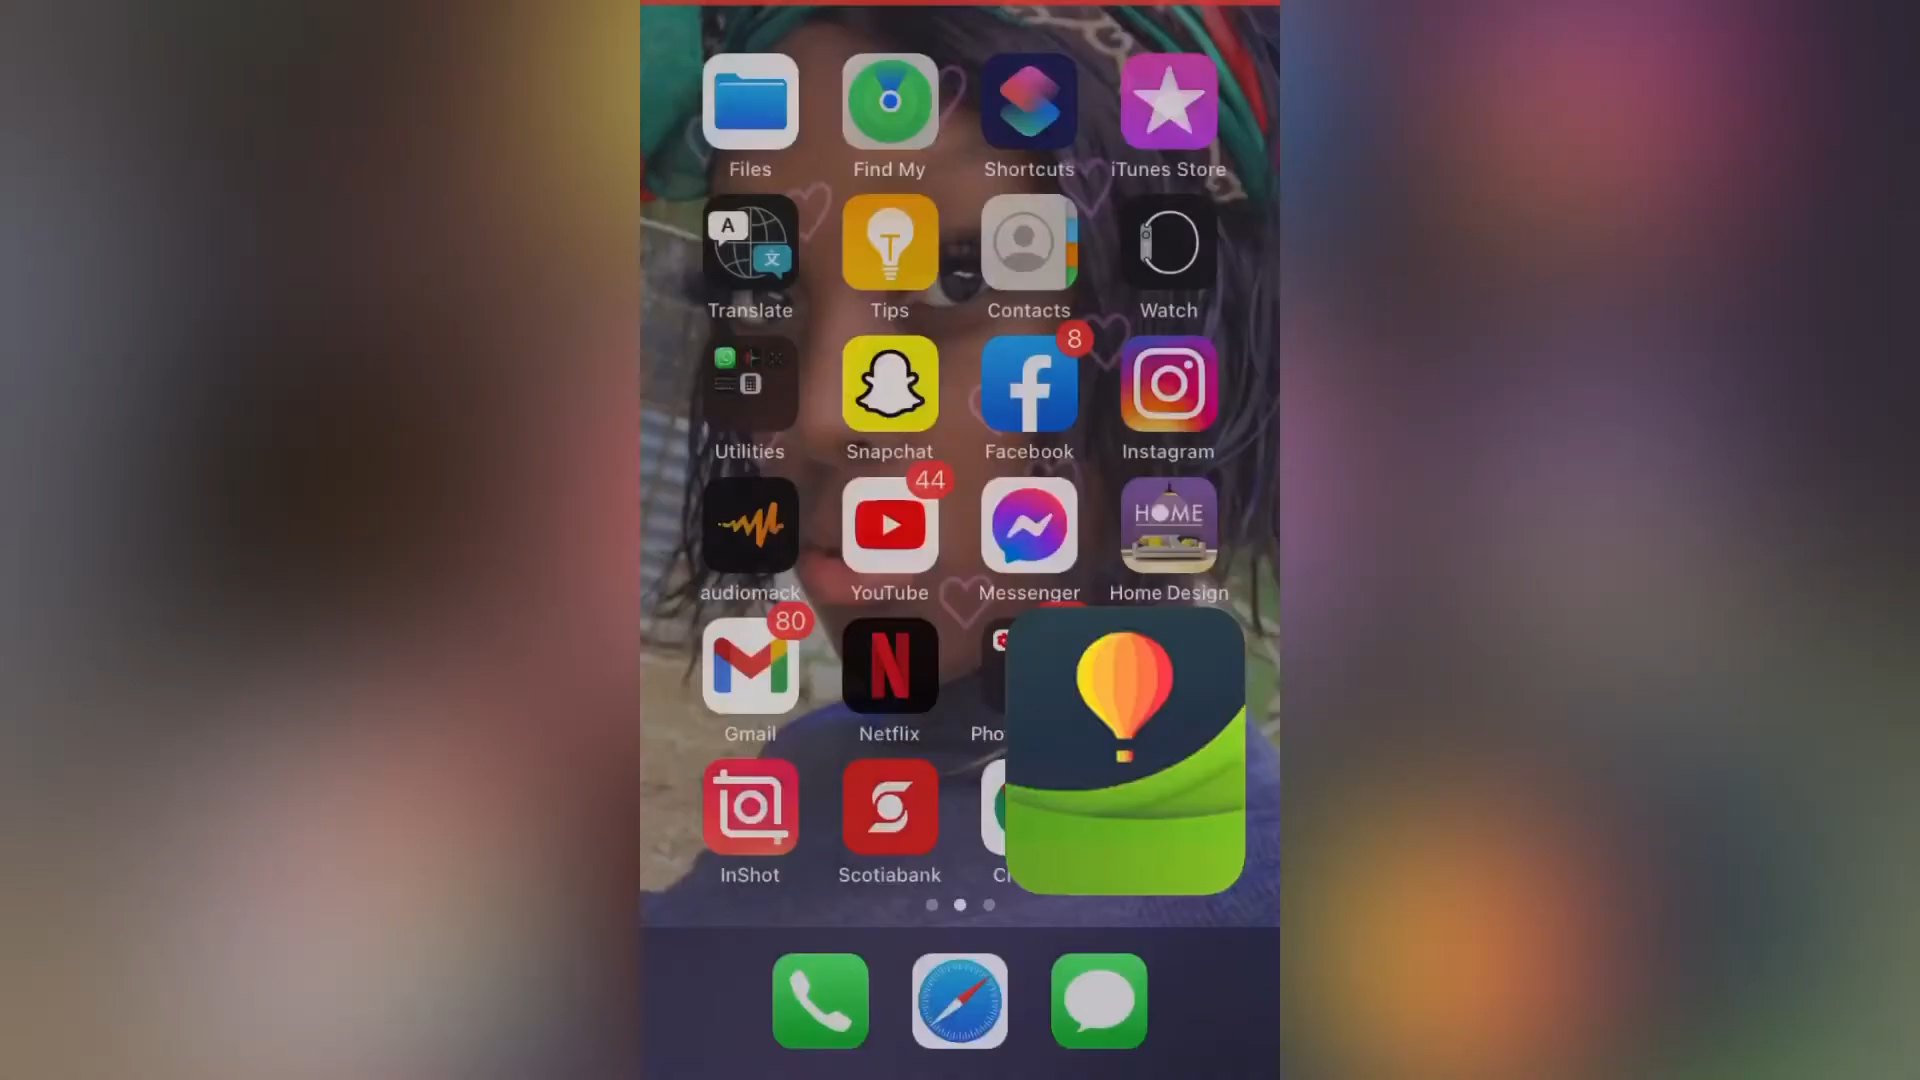 Files
Find My
Shortcuts
iTunes Store
A
文
T
Translate
Tips
Contacts
Watch
8
Utilities
Snapchat
Facebook
Instagram
44
HOME
audiomack
YouTube
Messenger
Home Design
80
N
Gmail
Netflix
Pho
InShot
Scotiabank